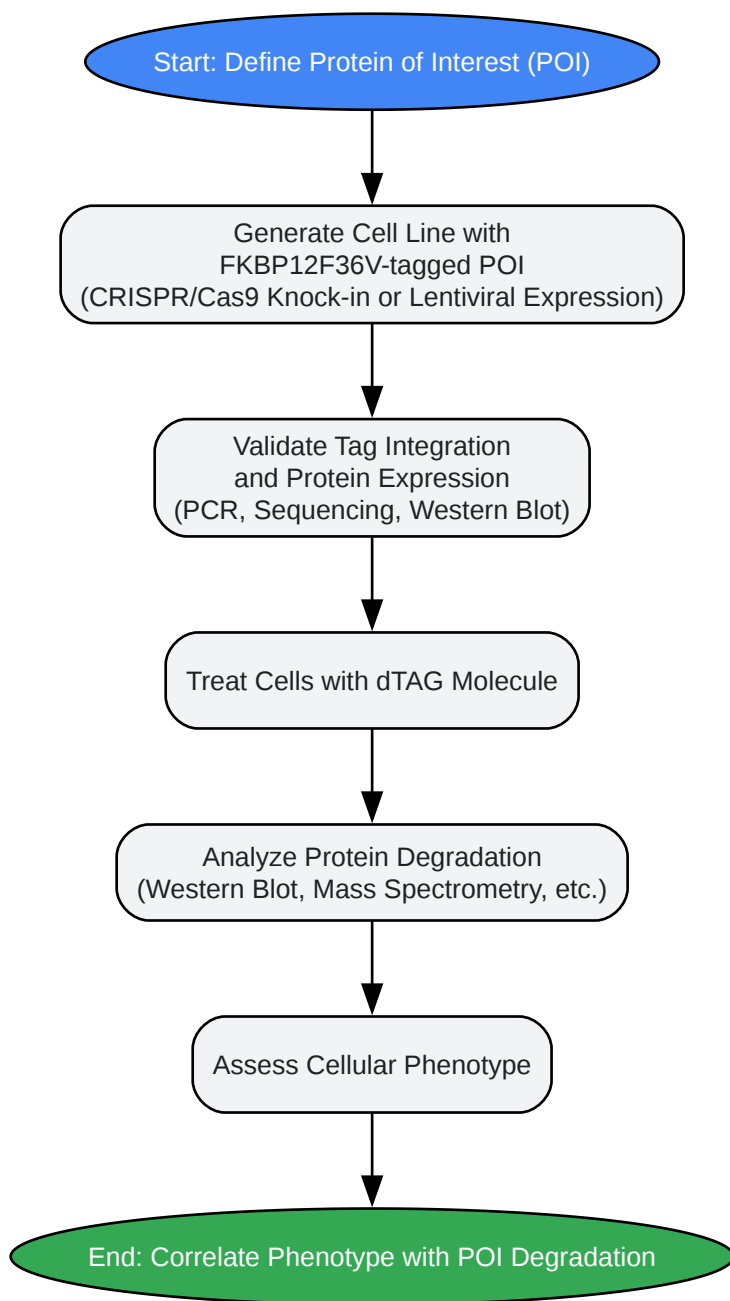 Start: Define Protein of Interest (POI)
Generate Cell Line with
FKBP12F36V-tagged POI
(CRISPR/Cas9 Knock-in or Lentiviral Expression)
Validate Tag Integration
and Protein Expression
(PCR, Sequencing, Western Blot)
Treat Cells with dTAG Molecule
Analyze Protein Degradation
(Western Blot, Mass Spectrometry, etc.)
Assess Cellular Phenotype
End: Correlate Phenotype with POI Degradation